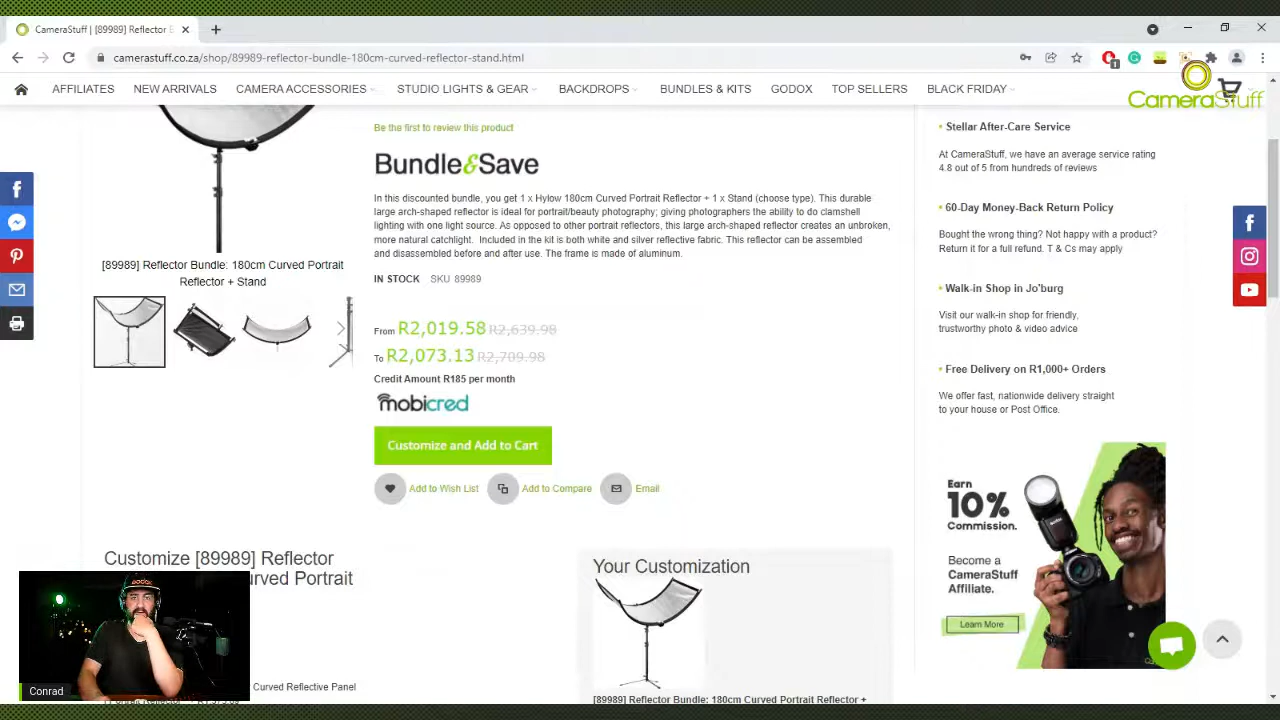 CameraStuff | [89989] Reflector B
camerastuff.co.za/shop/89989-reflector-bundle-180cm-curved-reflector-stand.html
1
AFFILIATES NEW ARRIVALS CAMERA ACCESSORIES STUDIO LIGHTS & GEAR BACKDROPS BUNDLES & KITS GODOX TOP SELLERS BLACK FRIDAY
CameraStuff
[89989] Reflector Bundle: 180cm Curved Portrait
Reflector + Stand
Be the first to review this product
Bundle&Save
In this discounted bundle, you get 1 x Hylow 180cm Curved Portrait Reflector + 1 x Stand (choose type). This durable
large arch-shaped reflector is ideal for portrait/beauty photography; giving photographers the ability to do clamshell
lighting with one light source. As opposed to other portrait reflectors, this large arch-shaped reflector creates an unbroken,
more natural catchlight. Included in the kit is both white and silver reflective fabric. This reflector can be assembled
and disassembled before and after use. The frame is made of aluminum.
IN STOCK SKU 89989
From R2,019.58 R2,639.98
To R2,073.13 R2,709.98
Credit Amount R185 per month
mobicred
Customize and Add to Cart
Add to Wish List Add to Compare Email
Customize [89989] Reflector
urved Portrait
Your Customization
Curved Reflective Panel
[89989] Reflector Bundle: 180cm Curved Portrait Reflector +
Conrad
• Stellar After-Care Service
At CameraStuff, we have an average service rating
4.8 out of 5 from hundreds of reviews
• 60-Day Money-Back Return Policy
Bought the wrong thing? Not happy with a product?
Return it for a full refund. T & Cs may apply
• Walk-in Shop in Jo'burg
Visit our walk-in shop for friendly,
trustworthy photo & video advice
• Free Delivery on R1,000+ Orders
We offer fast, nationwide delivery straight
to your house or Post Office.
Earn
10%
Commission.
Become a
CameraStuff
Affiliate.
Learn More